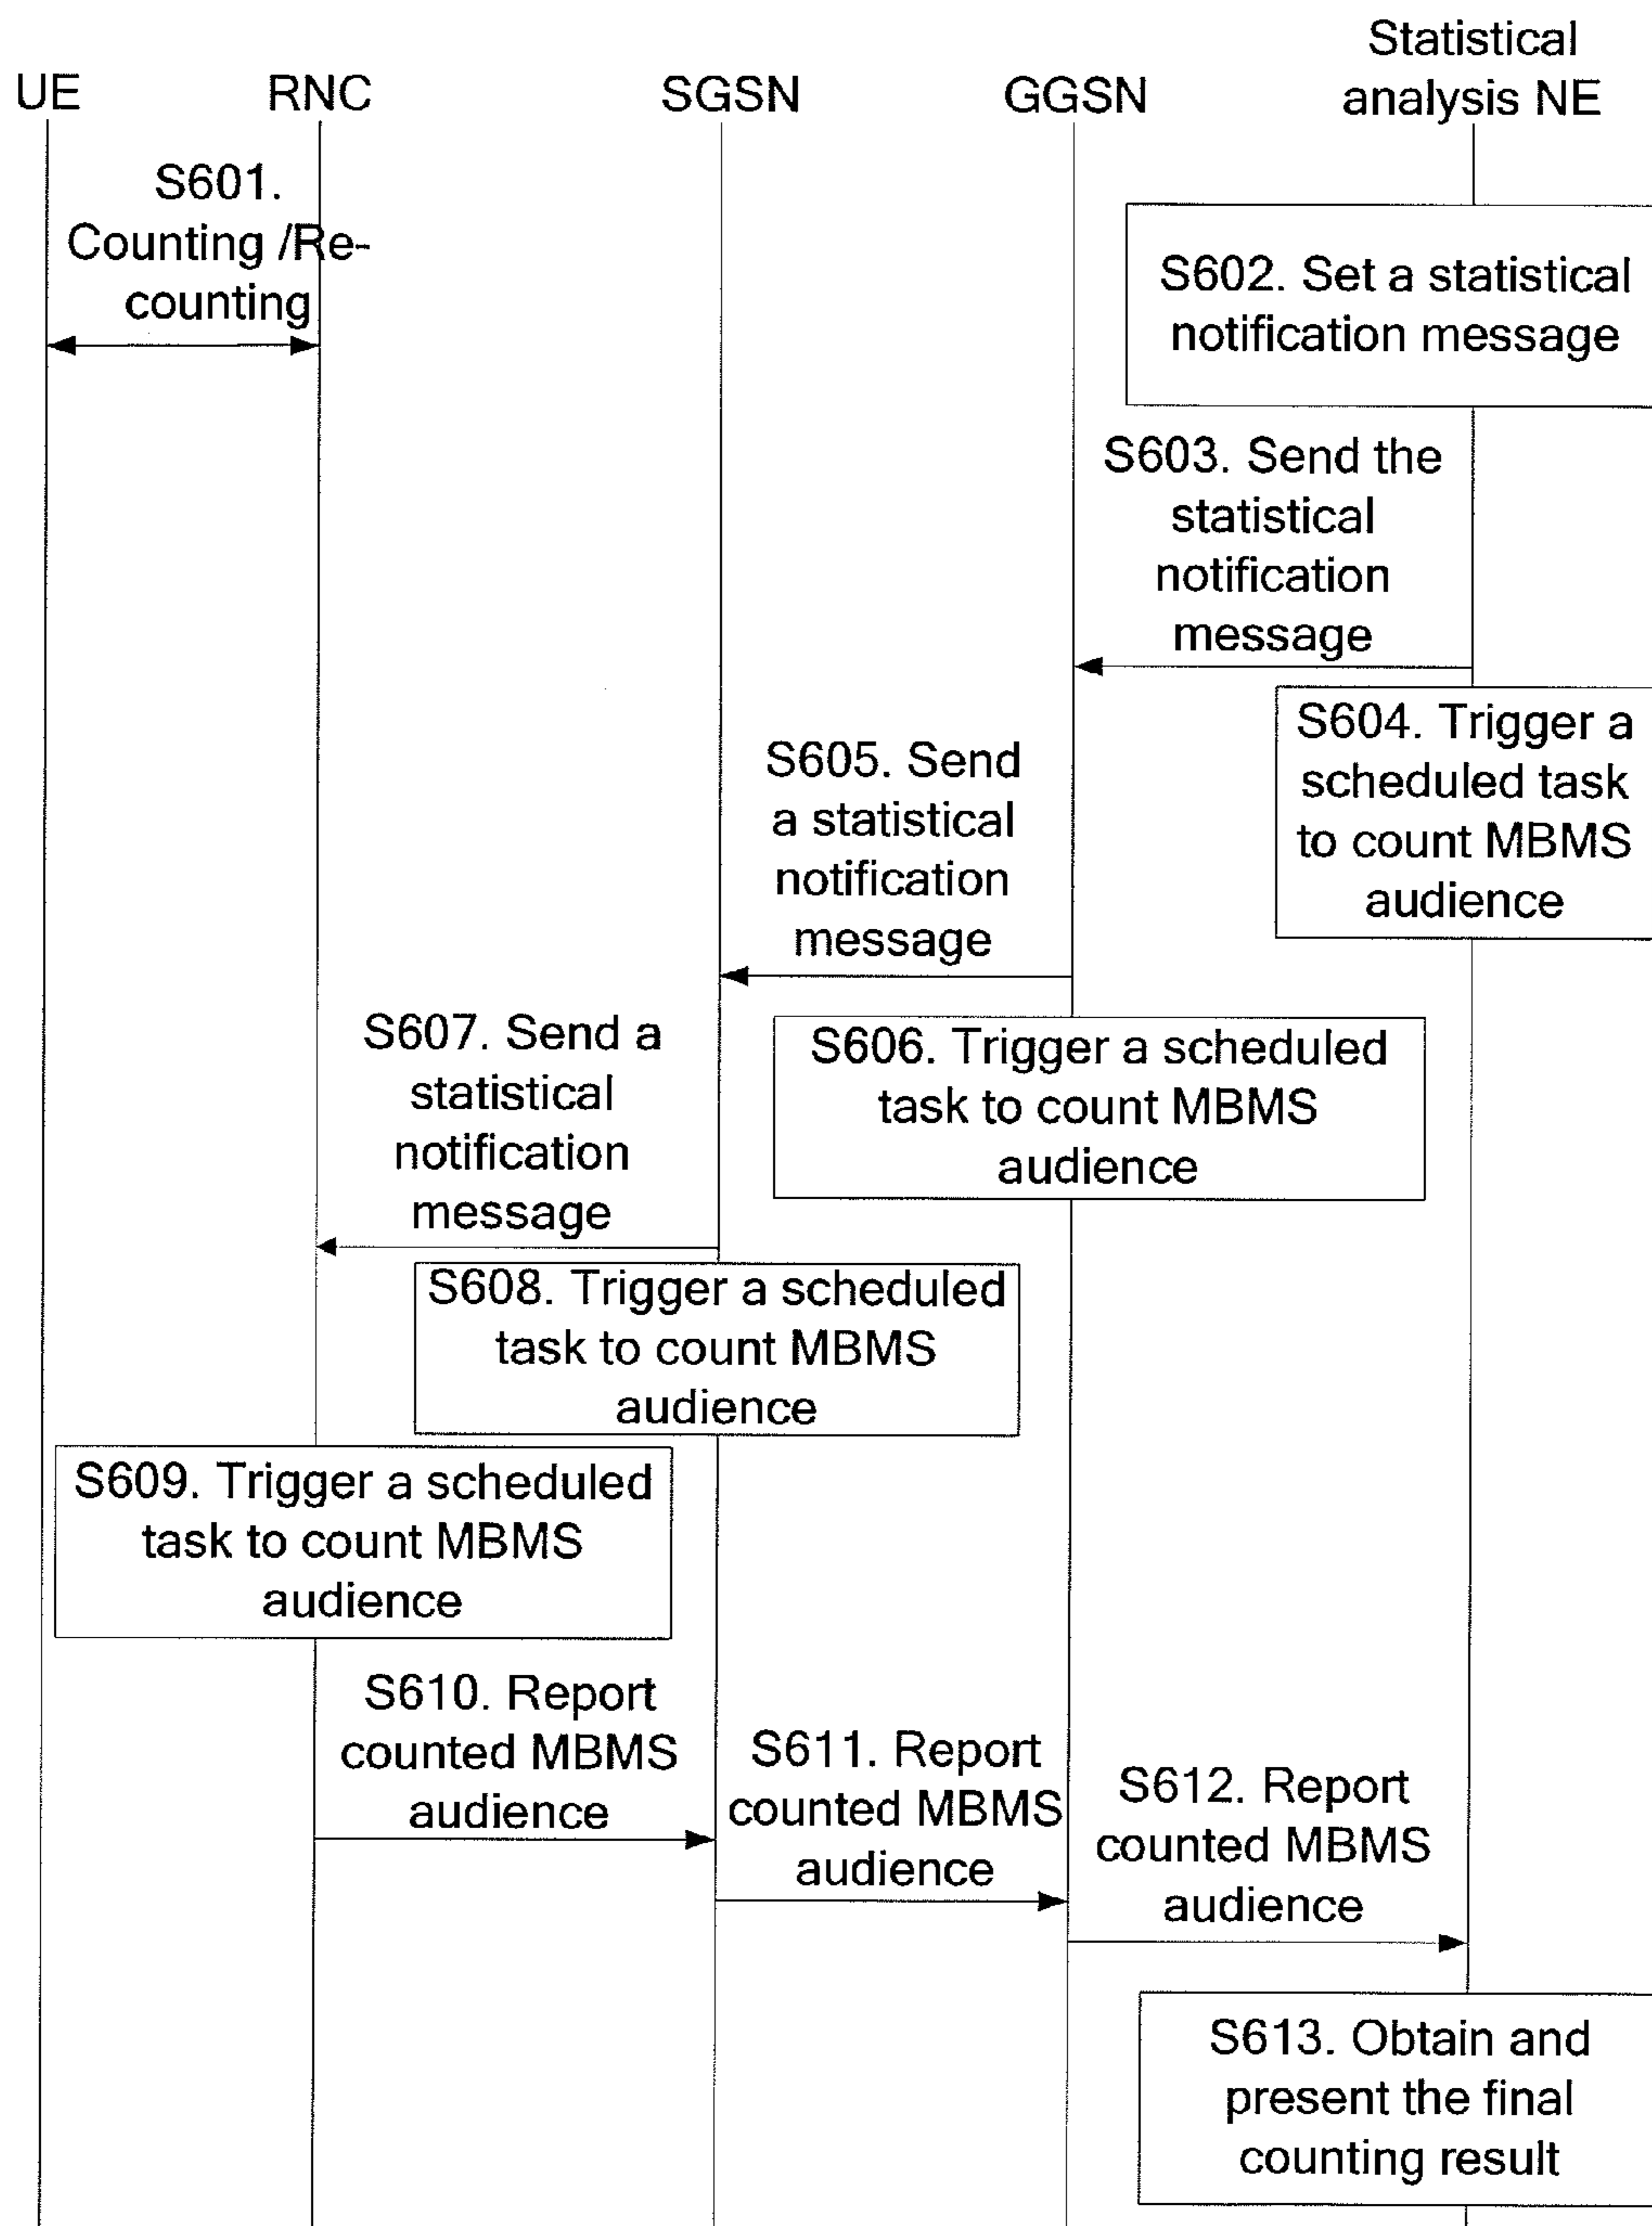 UE
RNC
SGSN
GGSN
Statistical
analysis NE
S601.
Counting /Re-
counting
S602. Set a statistical
notification message
S603. Send the
statistical
notification
message
S604. Trigger a
scheduled task
to count MBMS
audience
S605. Send
a statistical
notification
message
S606. Trigger a scheduled
task to count MBMS
audience
S607. Send a
statistical
notification
message
S608. Trigger a scheduled
task to count MBMS
audience
S609. Trigger a scheduled
task to count MBMS
audience
S610. Report
counted MBMS
audience
S611. Report
counted MBMS
audience
S612. Report
counted MBMS
audience
S613. Obtain and
present the final
counting result